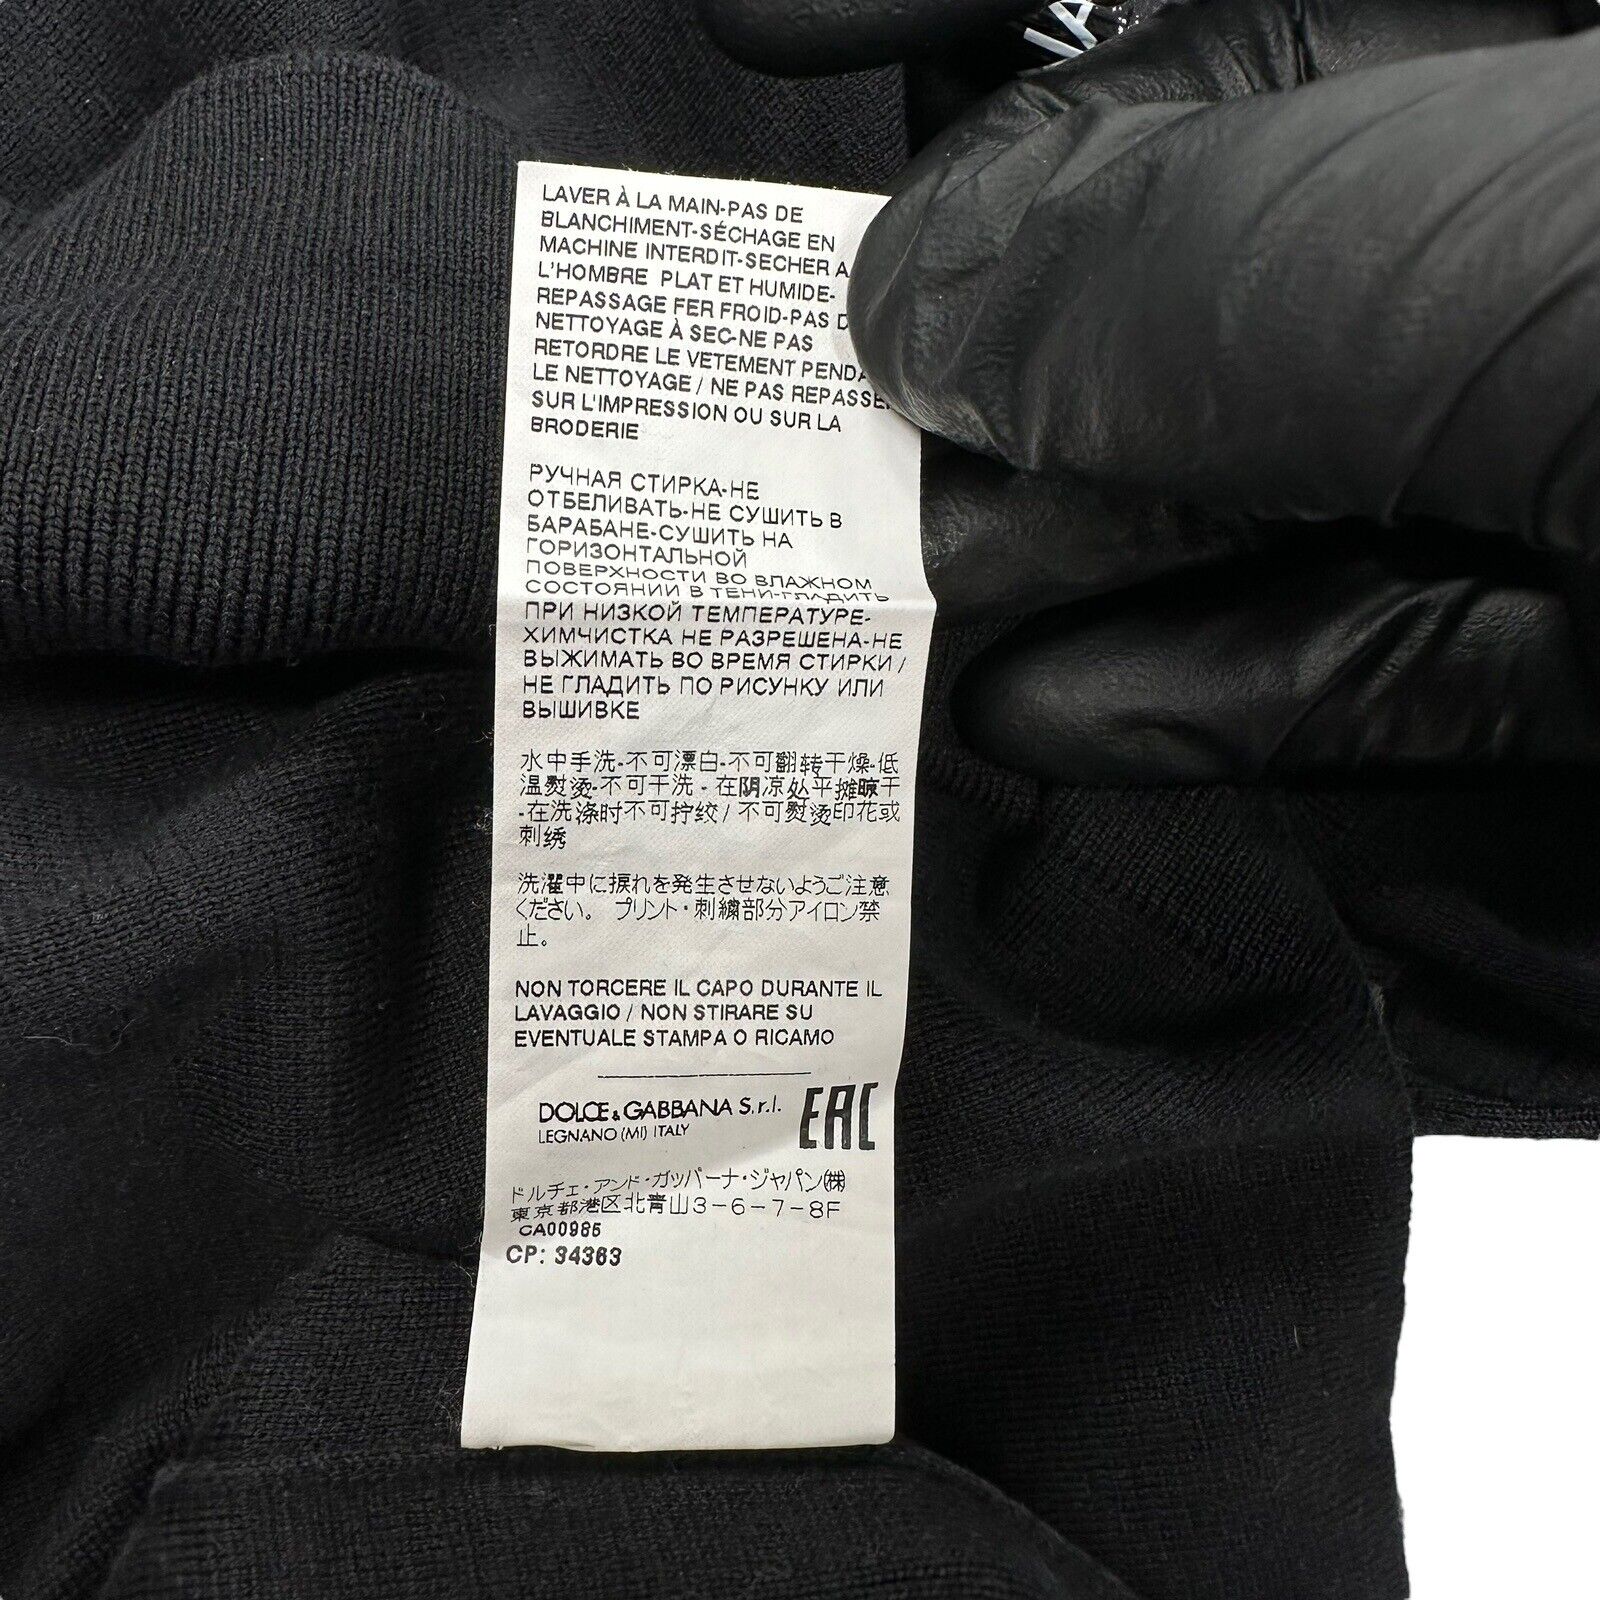 LAVER À LA MAIN-PAS DE
BLANCHIMENT-SÉCHAGE EN
MACHINE INTERDIT-SECHER A
L'HOMBRE PLAT ET HUMIDE-
REPASSAGE FER FROID-PAS
NETTOYAGE À SEC-NE PAS
RETORDRE LE VETEMENT
LE NETTOYAGE / NE PAS REPASSER
SUR L'IMPRESSION OU SUR LA
BRODERIE
РУЧНАЯ СТИРКА-НЕ
ОТБЕЛИВАТЬ-НЕ СУШИТЬ В
БАРАБАНЕ-СУШИТЬ НА
ГОРИЗОНТАЛЬНОЙ
ПОВЕРХНОСТИ ВО ВЛАЖНОМ
СОСТОЯНИИ В ТЕНИ-ГЛАДИТЬ
ПРИ НИЗКОЙ ТЕМПЕРАТУРЕ-
ХИМЧИСТКА НЕ РАЗРЕШЕНА-НЕ
ВЫЖИМАТЬ ВО ВРЕМЯ СТИРКИ /
НЕ ГЛАДИТЬ ПО РИСУНКУ ИЛИ
ВЫШИВКЕ
水中手洗-不可漂白-不可翻转干燥-低
温熨烫-不可干洗 - 在阴凉处平摊晾干
-在洗涤时不可拧绞 / 不可熨烫印花或
刺绣
洗濯中に捩れを発生させないようご注意
ください。 プリント・刺繍部分アイロン禁
止。
NON TORCERE IL CAPO DURANTE IL
LAVAGGIO / NON STIRARE SU
EVENTUALE STAMPA O RICAMO
DOLCE & GABBANA S.r.l. EAC
LEGNANO (MI) ITALY
ドルチェ・アンド・ガッバーナ・ジャパン(株)
東京都港区北青山3-6-7-8F
CA00985
CP: 34363